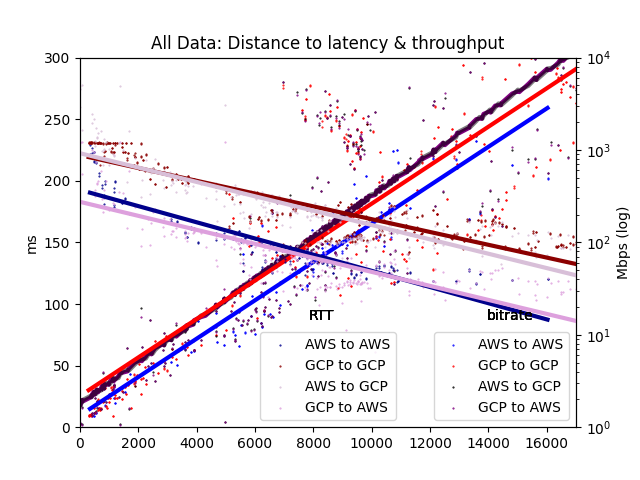 All Data: Distance to latency & throughput
300
250
200
150
100
50
0
ms
0 2000 4000 6000 8000 10000 12000 14000 16000
10^4
10^3
10^2
10^1
10^0
Mbps (log)
RTT
AWS to AWS
GCP to GCP
AWS to GCP
GCP to AWS
bitrate
AWS to AWS
GCP to GCP
AWS to GCP
GCP to AWS